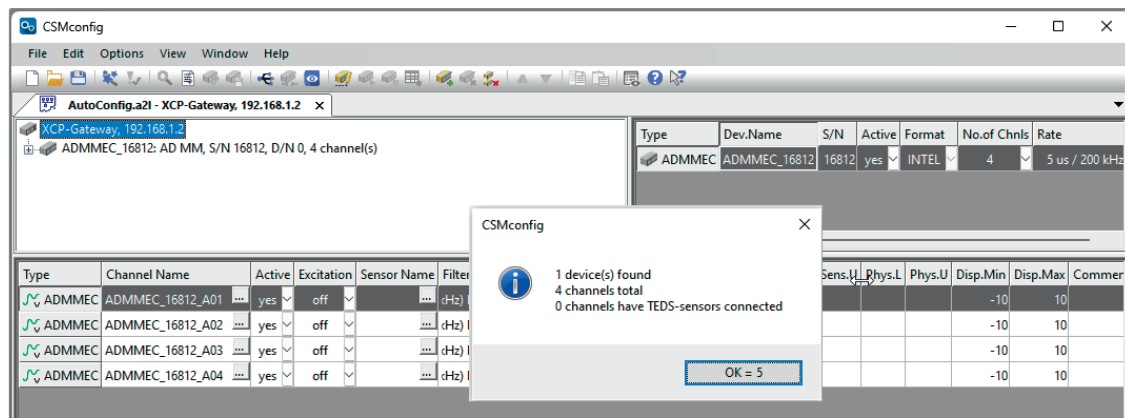 CSMconfig
File Edit Options View Window Help
AutoConfig.a2l - XCP-Gateway, 192.168.1.2 ×
XCP-Gateway, 192.168.1.2
ADMMEC_16812: AD MM, S/N 16812, D/N 0, 4 channel(s)
Type Dev.Name S/N Active Format No.of Chnls Rate
ADMMEC ADMMEC_16812 16812 yes INTEL 4 5 us / 200 kHz
CSMconfig
1 device(s) found
4 channels total
0 channels have TEDS-sensors connected
OK = 5
Type Channel Name Active Excitation Sensor Name Filter Sens.U Phys.L Phys.U Disp.Min Disp.Max Commen
ADMMEC ADMMEC_16812_A01 ... yes off ... kHz) -10 10
ADMMEC ADMMEC_16812_A02 ... yes off ... kHz) -10 10
ADMMEC ADMMEC_16812_A03 ... yes off ... kHz) -10 10
ADMMEC ADMMEC_16812_A04 ... yes off ... kHz) -10 10